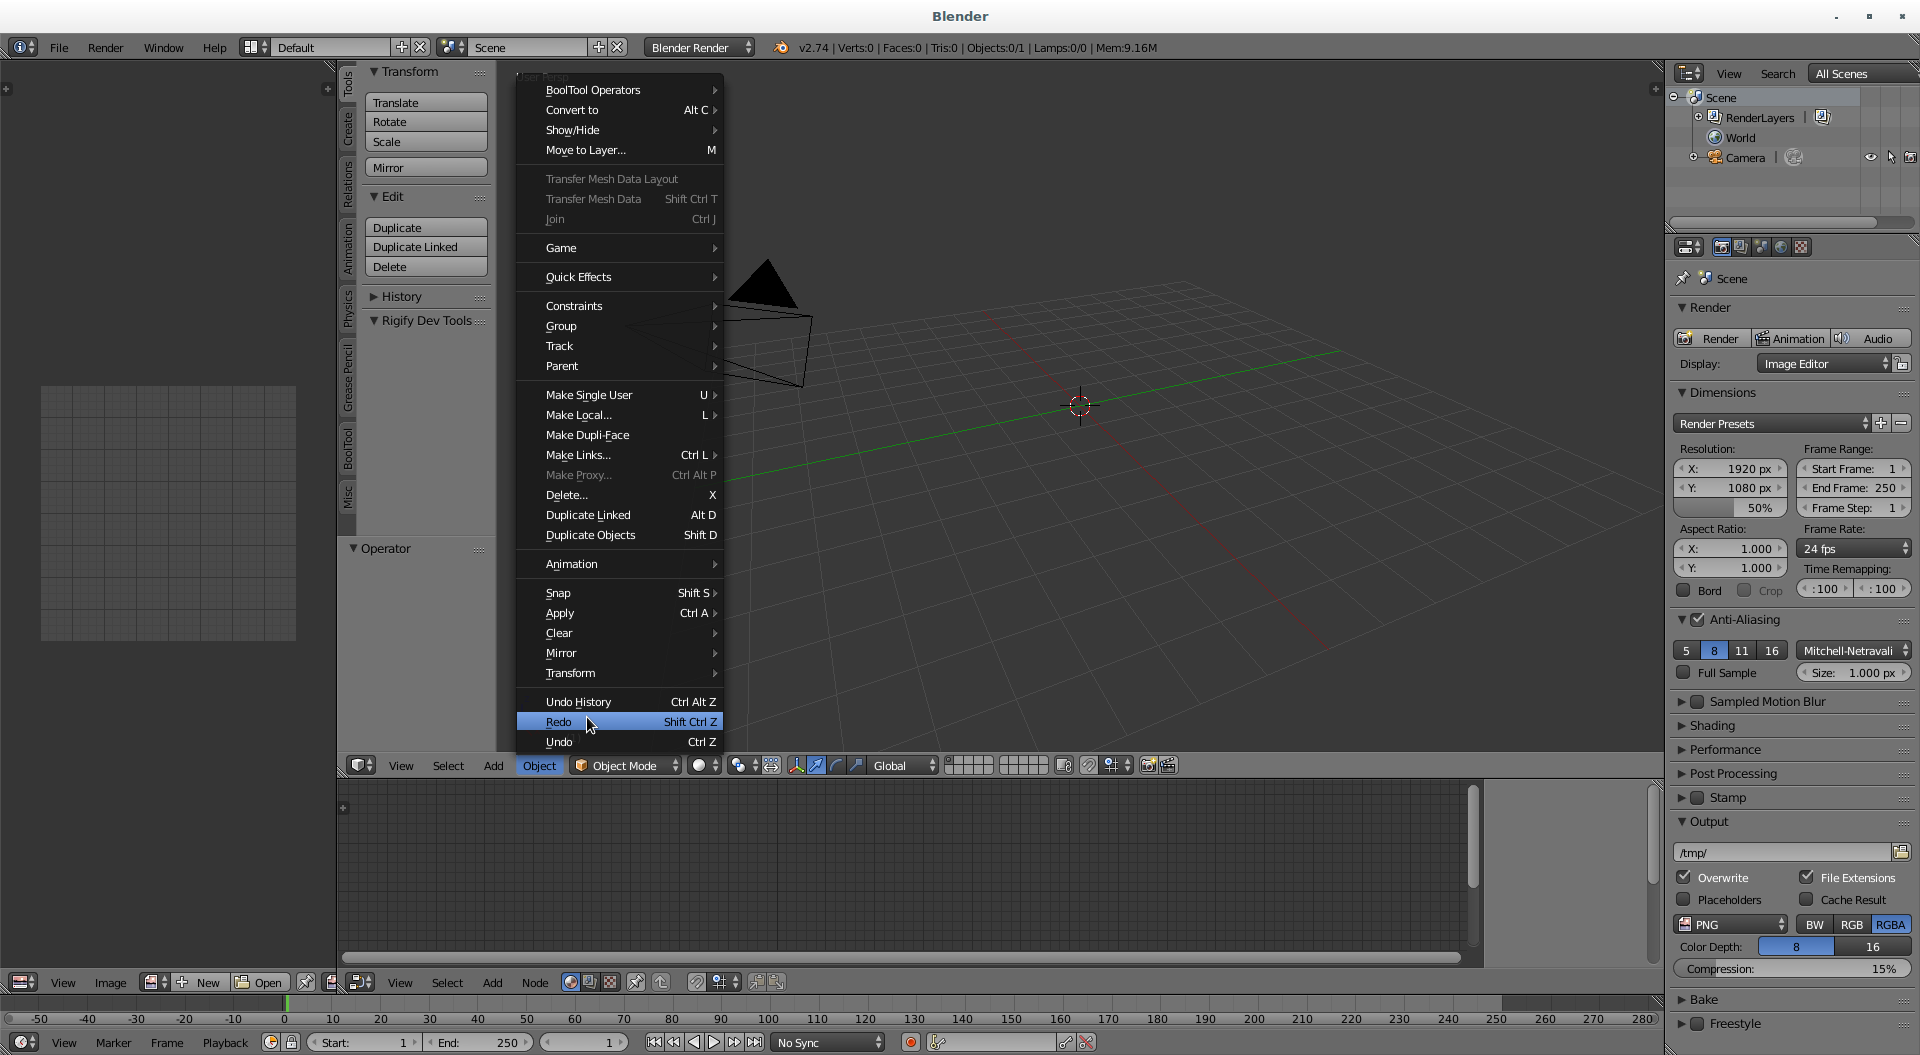 Blender
File Render Window Help Default Scene Blender Render v2.74 | Verts:0 | Faces:0 | Tris:0 | Objects:0/1 | Lamps:0/0 | Mem:9.16M
Tools
Create
Relations
Animation
Physics
Grease Pencil
BoolTool
Misc
Transform
Translate
Rotate
Scale
Mirror
Edit
Duplicate
Duplicate Linked
Delete
History
Rigify Dev Tools
Operator
User Persp
BoolTool Operators
Convert to Alt C
Show/Hide
Move to Layer... M
Transfer Mesh Data Layout
Transfer Mesh Data Shift Ctrl T
Join Ctrl J
Game
Quick Effects
Constraints
Group
Track
Parent
Make Single User U
Make Local... L
Make Dupli-Face
Make Links... Ctrl L
Make Proxy... Ctrl Alt P
Delete... X
Duplicate Linked Alt D
Duplicate Objects Shift D
Animation
Snap Shift S
Apply Ctrl A
Clear
Mirror
Transform
Undo History Ctrl Alt Z
Redo Shift Ctrl Z
Undo Ctrl Z
View Select Add Object Object Mode Global
View Search All Scenes
Scene
RenderLayers |
World
Camera |
Scene
Render
Render Animation Audio
Display: Image Editor
Dimensions
Render Presets
Resolution: Frame Range:
X: 1920 px Start Frame: 1
Y: 1080 px End Frame: 250
50% Frame Step: 1
Aspect Ratio: Frame Rate:
X: 1.000 24 fps
Y: 1.000 Time Remapping:
Bord Crop :100 :100
Anti-Aliasing
5 8 11 16 Mitchell-Netravali
Full Sample Size: 1.000 px
Sampled Motion Blur
Shading
Performance
Post Processing
Stamp
Output
/tmp/
Overwrite File Extensions
Placeholders Cache Result
PNG BW RGB RGBA
Color Depth: 8 16
Compression: 15%
Bake
Freestyle
View Image New Open
View Select Add Node
-50 -40 -30 -20 -10 0 10 20 30 40 50 60 70 80 90 100 110 120 130 140 150 160 170 180 190 200 210 220 230 240 250 260 270 280
View Marker Frame Playback Start: 1 End: 250 1 No Sync